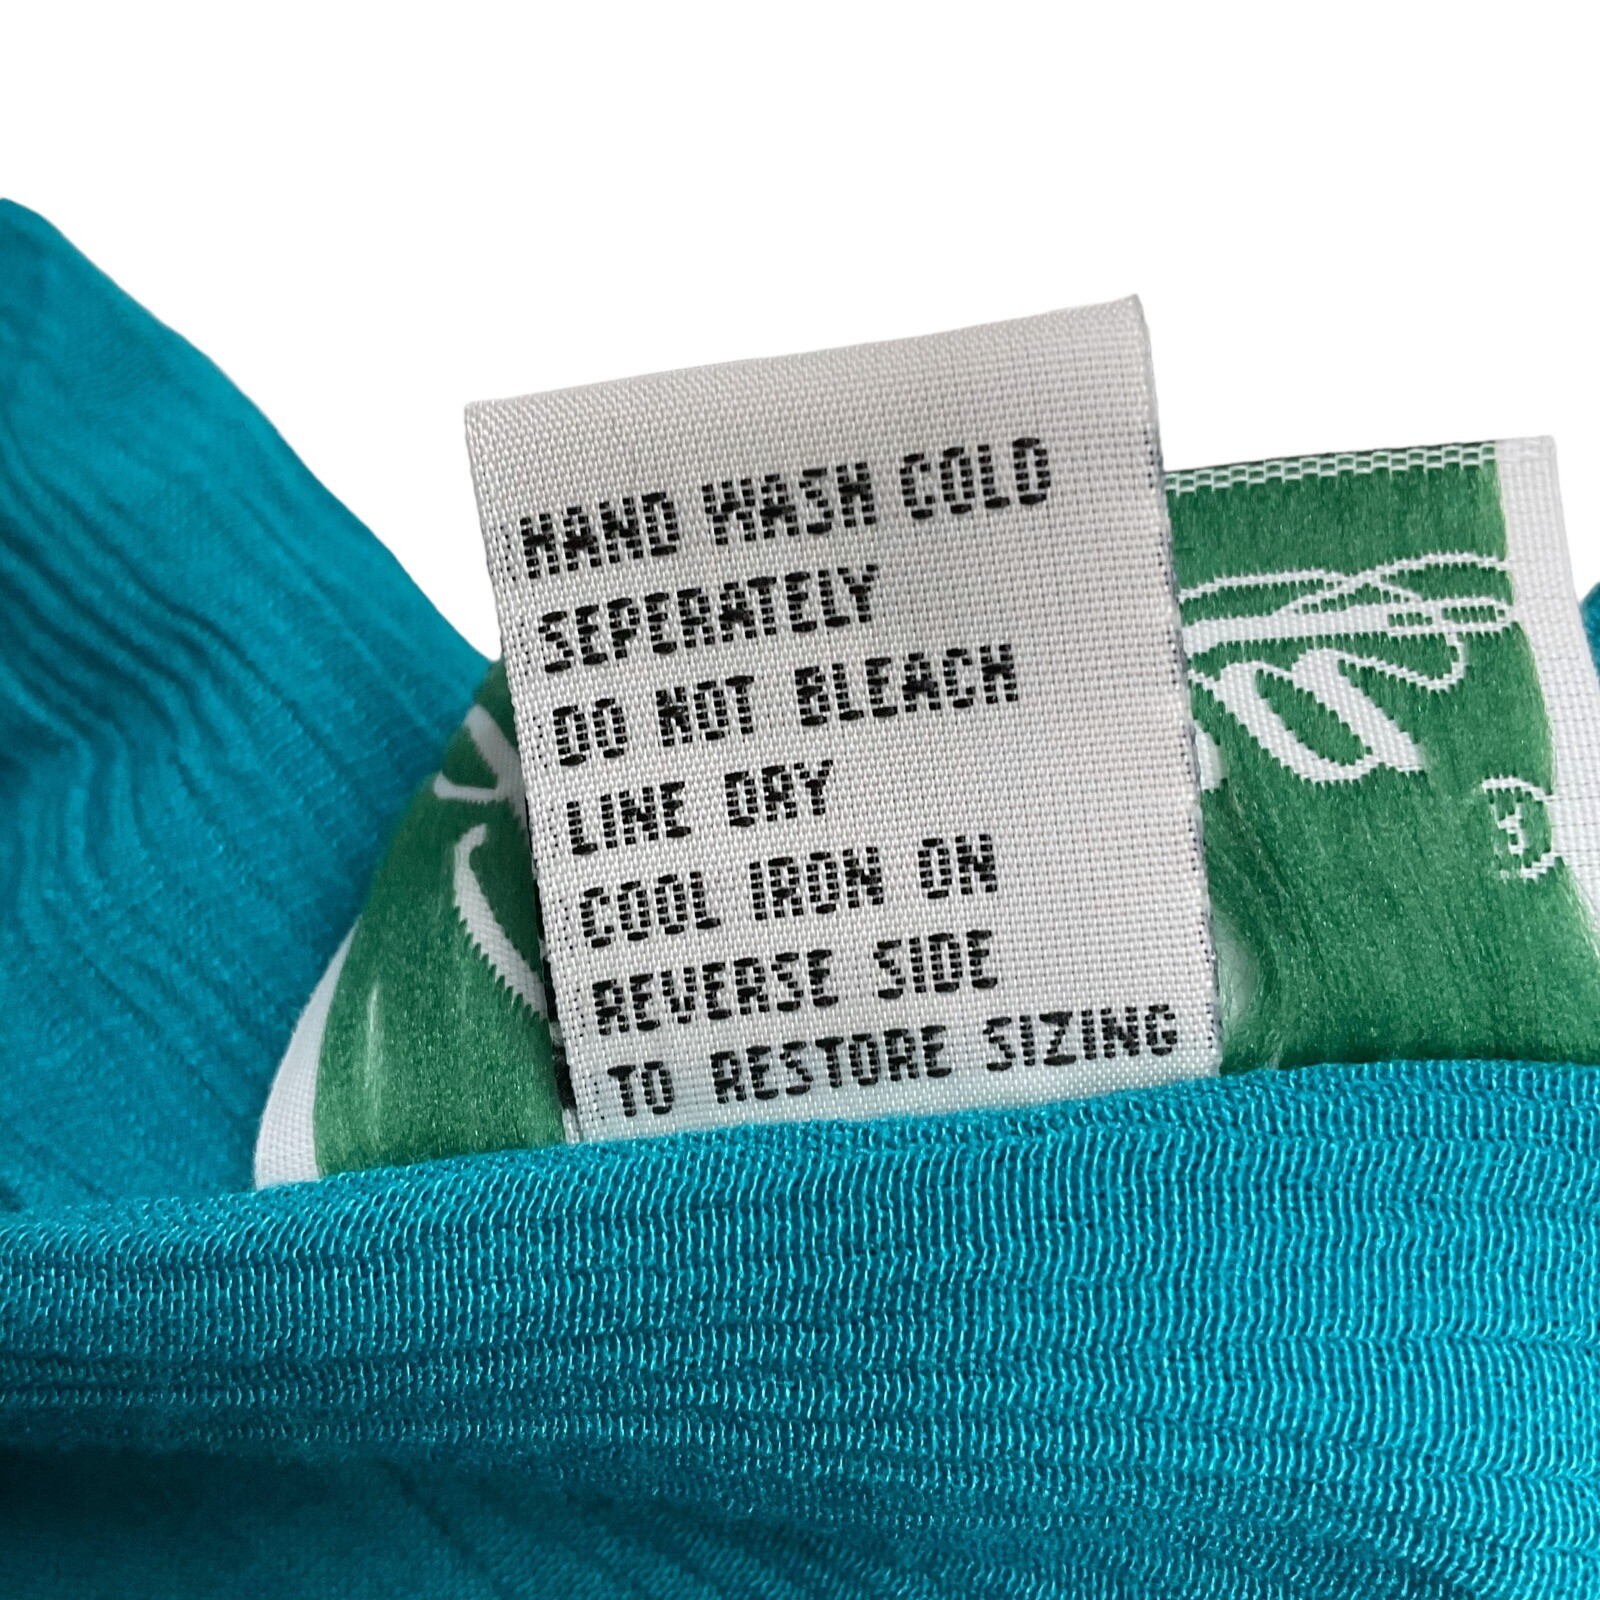 HAND WASH COLD
SEPERATELY
DO NOT BLEACH
LINE DRY
COOL IRON ON
REVERSE SIDE
TO RESTORE SIZING